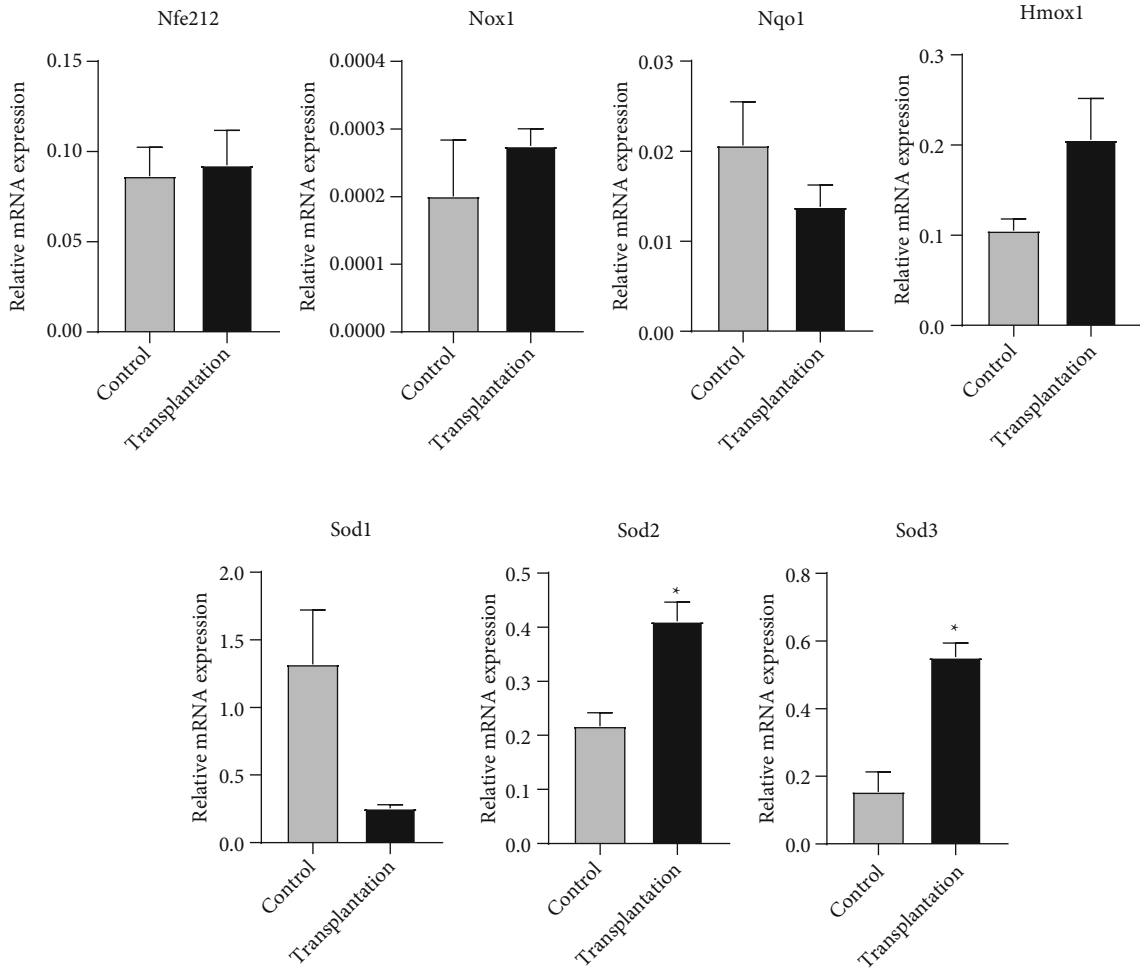 Nfe212
Relative mRNA expression
0.15
0.10
0.05
0.00
Control
Transplantation
Nox1
Relative mRNA expression
0.0004
0.0003
0.0002
0.0001
0.0000
Control
Transplantation
Nqo1
Relative mRNA expression
0.03
0.02
0.01
0.00
Control
Transplantation
Hmox1
Relative mRNA expression
0.3
0.2
0.1
0.0
Control
Transplantation
Sod1
Relative mRNA expression
2.0
1.5
1.0
0.5
0.0
Control
Transplantation
Sod2
Relative mRNA expression
0.5
0.4
0.3
0.2
0.1
0.0
*
Control
Transplantation
Sod3
Relative mRNA expression
0.8
0.6
0.4
0.2
0.0
*
Control
Transplantation